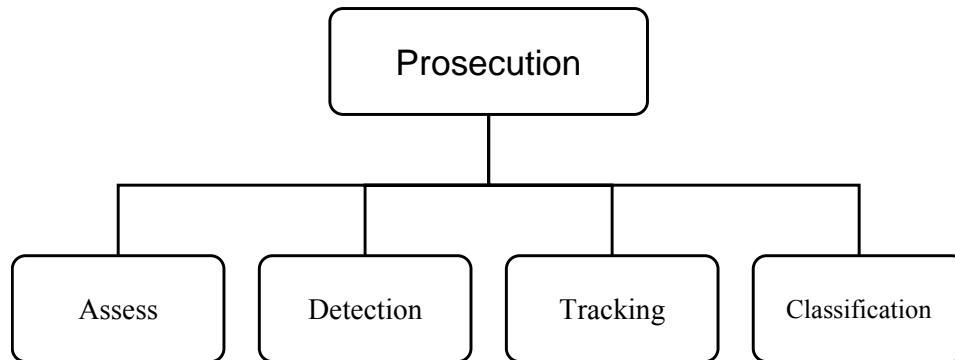 Prosecution
Assess
Detection
Tracking
Classification